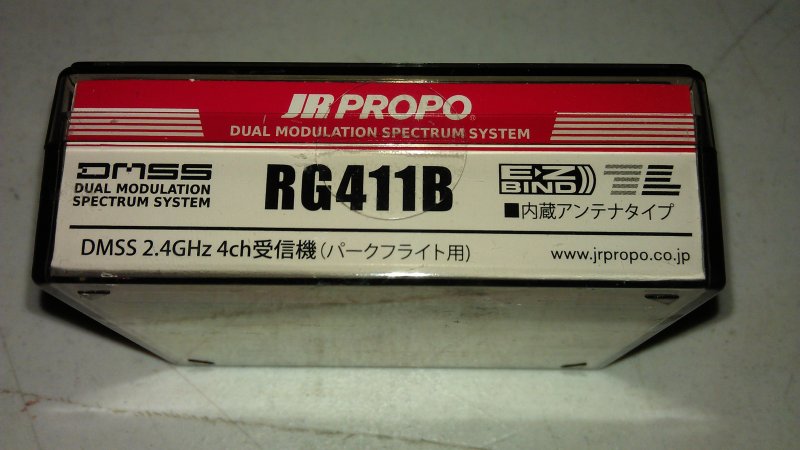 JR PROPO®
DUAL MODULATION SPECTRUM SYSTEM
DMSS
DUAL MODULATION
SPECTRUM SYSTEM
RG411B
E-Z
BIND
TL
■内蔵アンテナタイプ
DMSS 2.4GHz 4ch受信機(パークフライト用)
www.jrpropo.co.jp